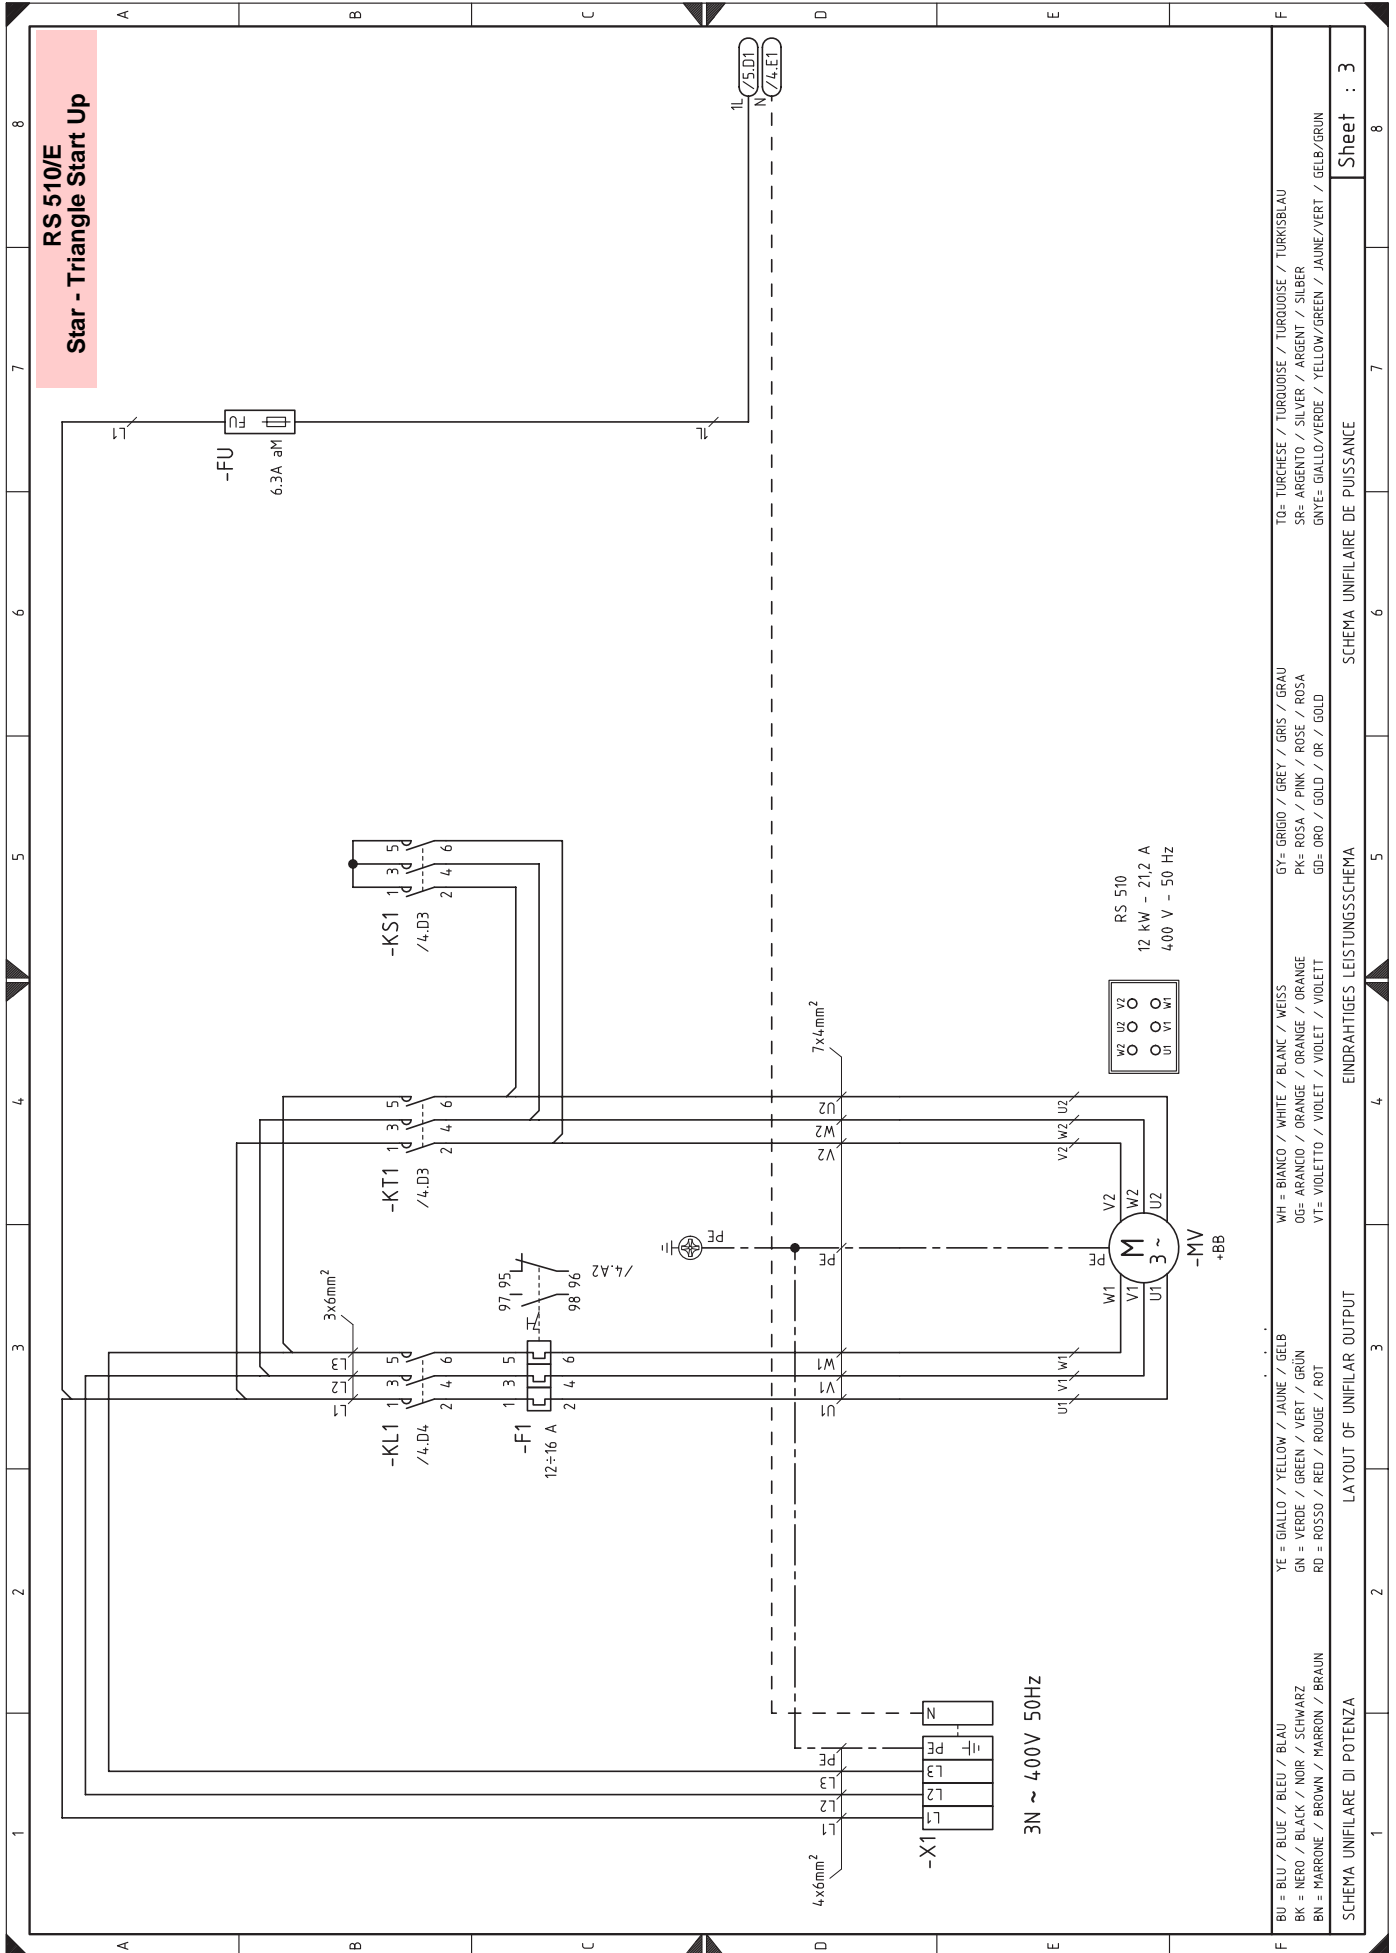 1 2 3 4 5 6 7 8
A
B
C
D
E
F
RS 510/E
Star - Triangle Start Up
L1
-FU
FU
6.3A aM
1L
1L /5.D1
N /4.E1
3x6mm²
L1 L2 L3
-KL1
/4.D4
1 3 5
2 4 6
-KT1
/4.D3
1 3 5
2 4 6
-KS1
/4.D3
1 3 5
2 4 6
-F1
12÷16 A
1 3 5
2 4 6
97 95
98 96
/4.A2
PE
4x6mm²
L1 L2 L3 PE
-X1
L1 L2 L3 PE N
3N ~ 400V 50Hz
7x4mm²
U1 V1 W1 PE V2 W2 U2
U1 V1 W1 V2 W2 U2
W1 PE V2
V1 W2
U1 U2
M
3 ~
-MV
+BB
W2 U2 V2
U1 V1 W1
RS 510
12 kW - 21,2 A
400 V - 50 Hz
BU = BLU / BLUE / BLEU / BLAU
BK = NERO / BLACK / NOIR / SCHWARZ
BN = MARRONE / BROWN / MARRON / BRAUN
YE = GIALLO / YELLOW / JAUNE / GELB
GN = VERDE / GREEN / VERT / GRÜN
RD = ROSSO / RED / ROUGE / ROT
WH = BIANCO / WHITE / BLANC / WEISS
OG= ARANCIO / ORANGE / ORANGE / ORANGE
VT= VIOLETTO / VIOLET / VIOLET / VIOLETT
GY= GRIGIO / GREY / GRIS / GRAU
PK= ROSA / PINK / ROSE / ROSA
GD= ORO / GOLD / OR / GOLD
TQ= TURCHESE / TURQUOISE / TURQUOISE / TURKISBLAU
SR= ARGENTO / SILVER / ARGENT / SILBER
GNYE= GIALLO/VERDE / YELLOW/GREEN / JAUNE/VERT / GELB/GRUN
SCHEMA UNIFILARE DI POTENZA LAYOUT OF UNIFILAR OUTPUT EINDRAHTIGES LEISTUNGSSCHEMA SCHEMA UNIFILAIRE DE PUISSANCE Sheet : 3
1 2 3 4 5 6 7 8
A
B
C
D
E
F